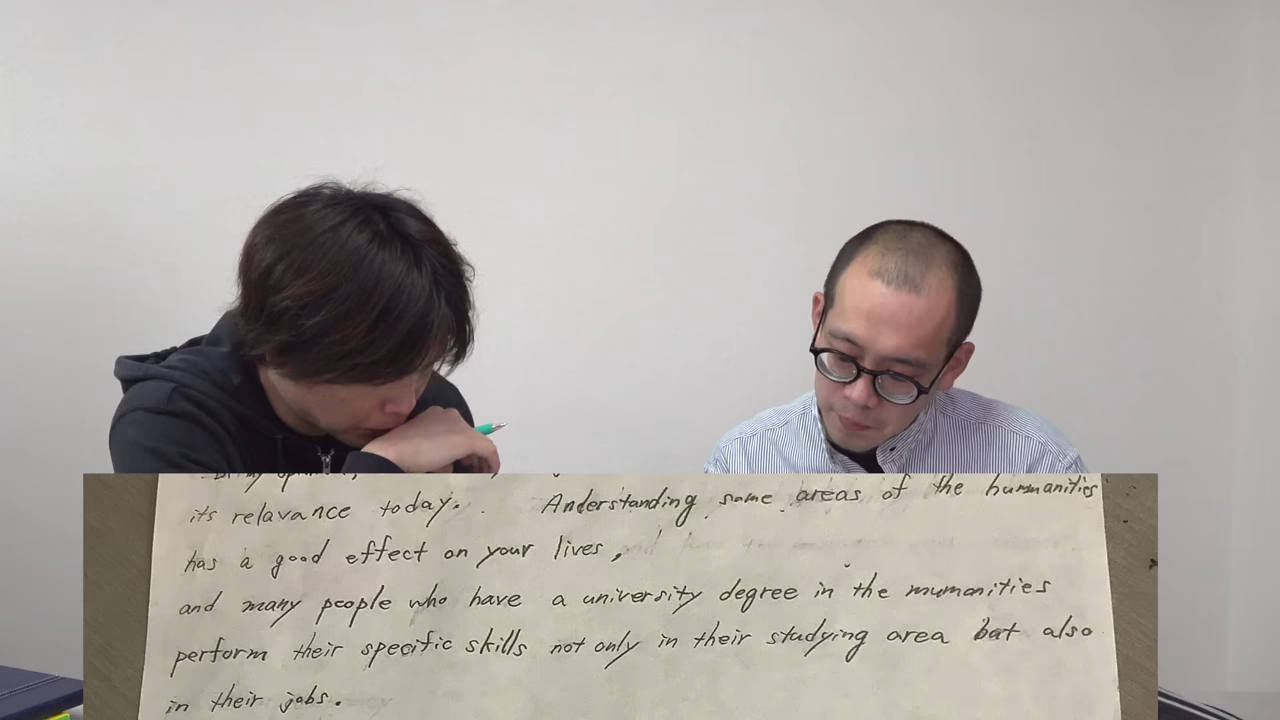 its relavance today. Anderstanding some areas of the humanities
has a good effect on your lives,
and many people who have a university degree in the mumanities
perform their specific skills not only in their studying area bat also
in their jobs.